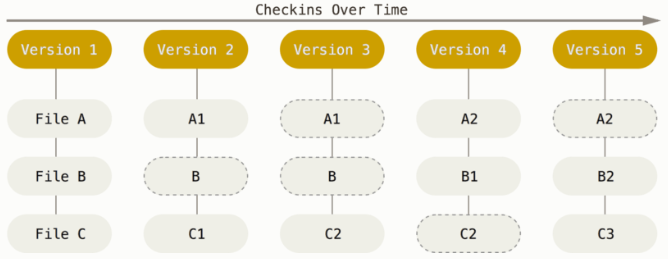 Checkins Over Time
Version 1 Version 2 Version 3 Version 4 Version 5
File A A1 A1 A2 A2
File B B B B1 B2
File C C1 C2 C2 C3